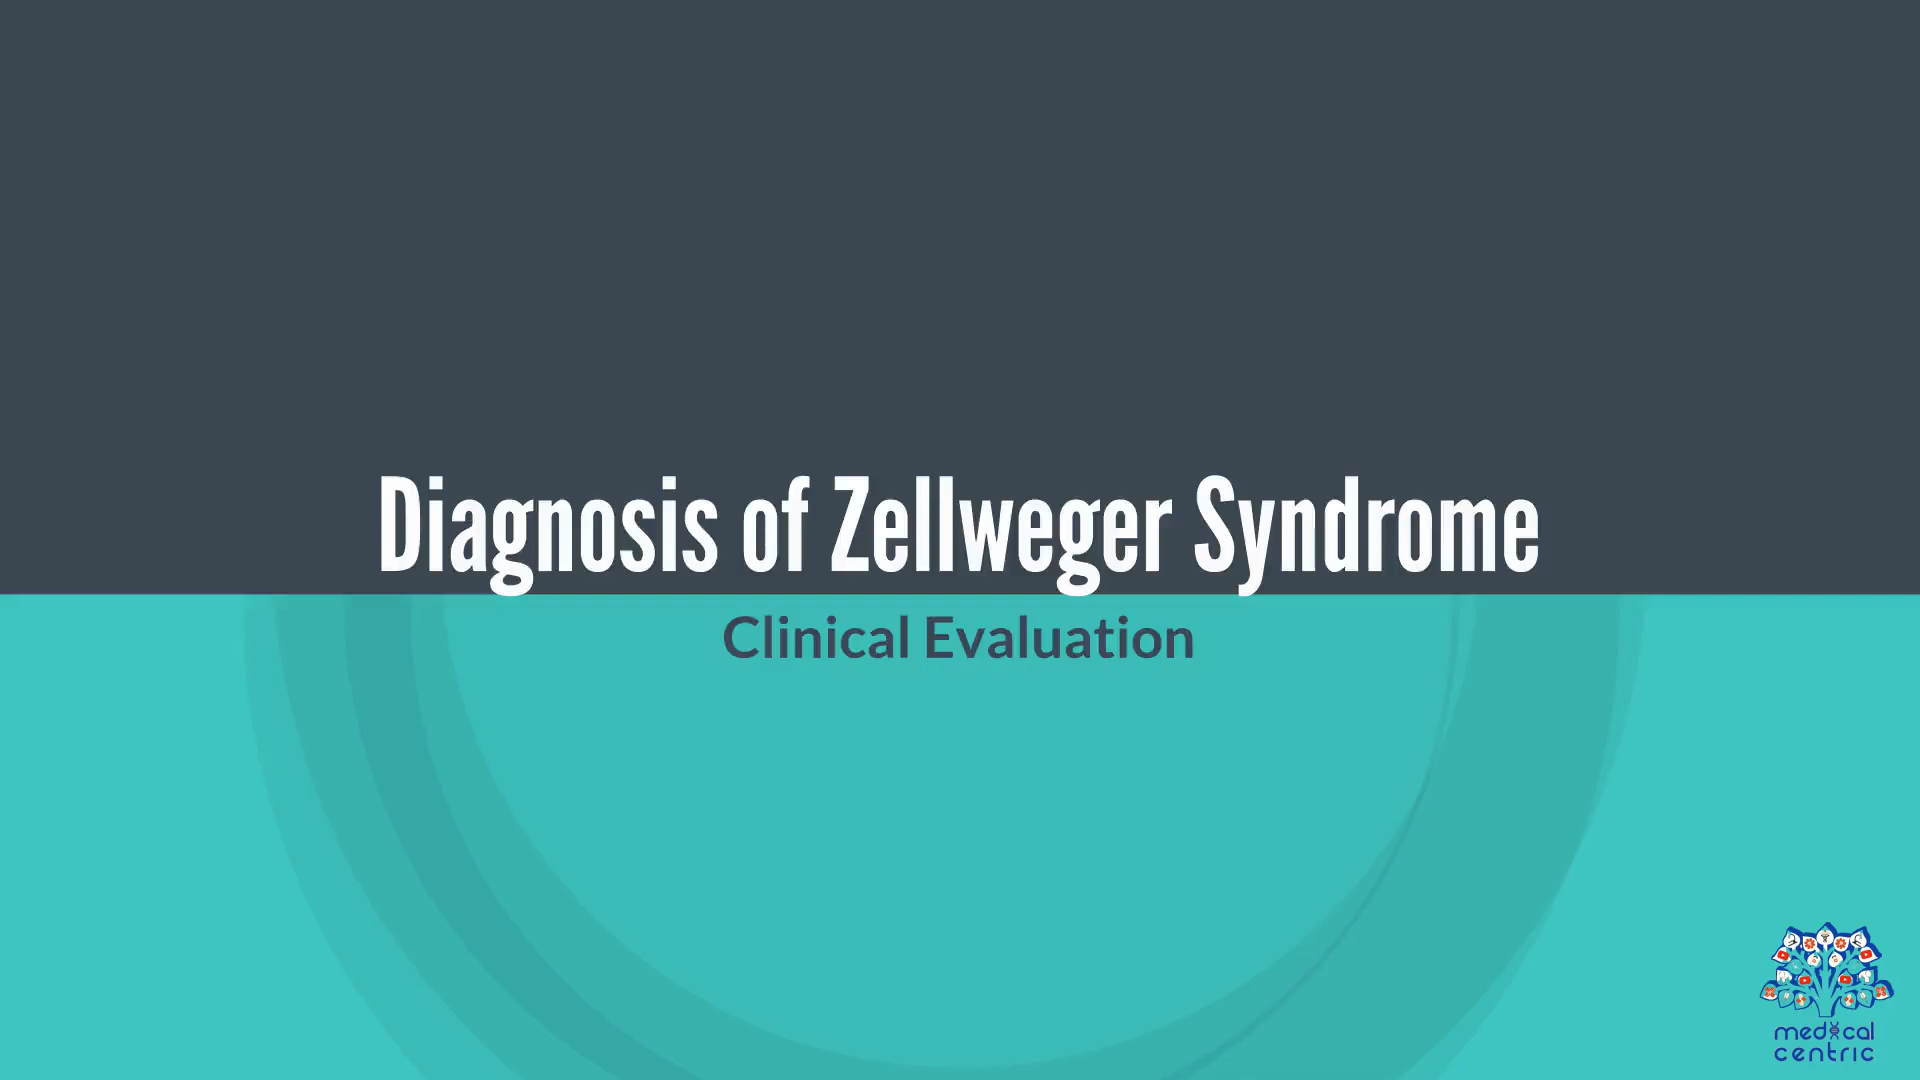 Diagnosis of Zellweger Syndrome
Clinical Evaluation
medical
centric